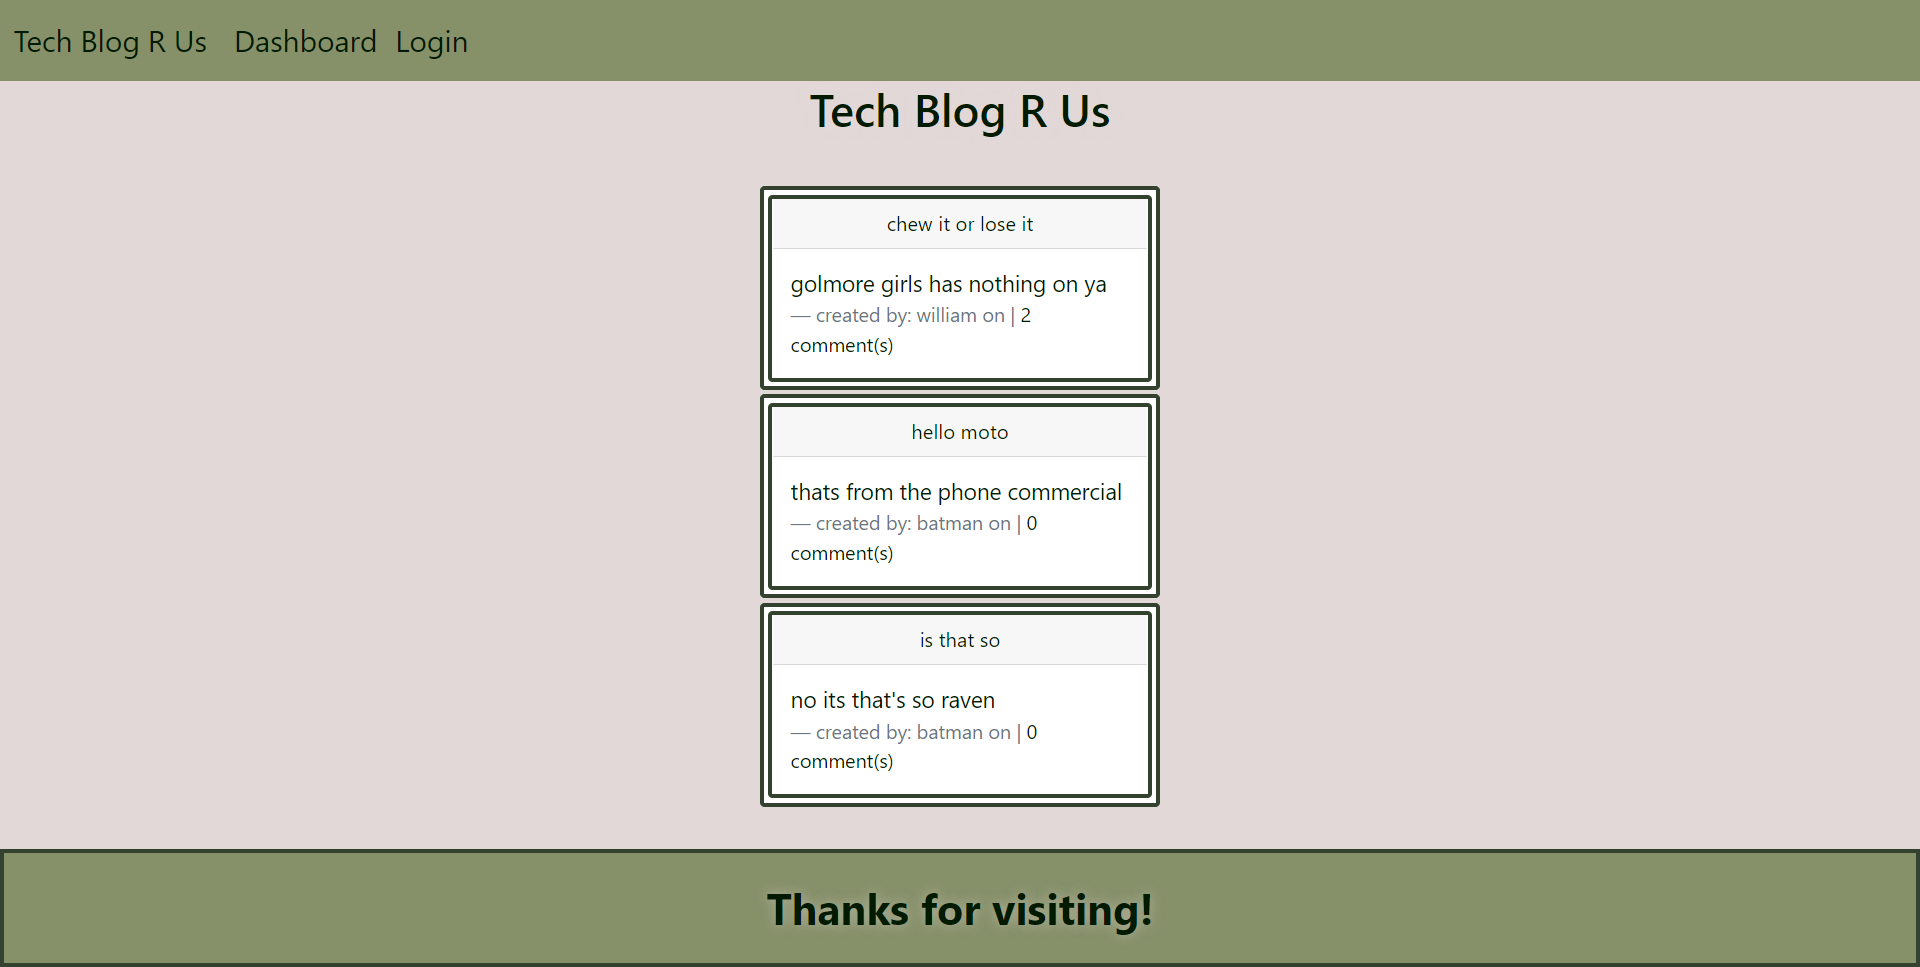 Tech Blog R Us Dashboard Login
Tech Blog R Us
chew it or lose it
golmore girls has nothing on ya
— created by: william on | 2
comment(s)
hello moto
thats from the phone commercial
— created by: batman on | 0
comment(s)
is that so
no its that's so raven
— created by: batman on | 0
comment(s)
Thanks for visiting!